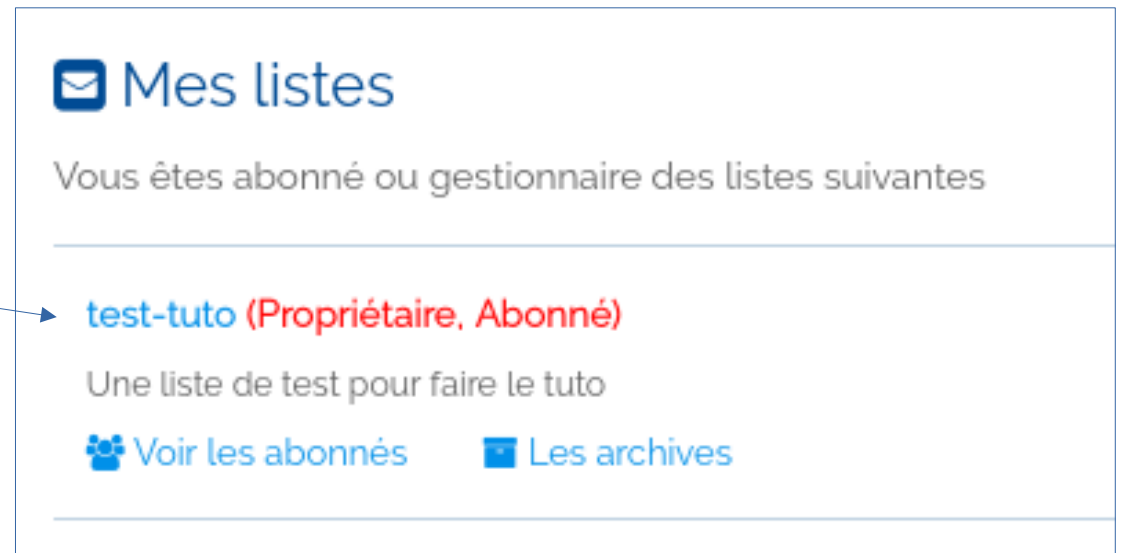 Mes listes
Vous êtes abonné ou gestionnaire des listes suivantes
test-tuto (Propriétaire, Abonné)
Une liste de test pour faire le tuto
Voir les abonnés Les archives